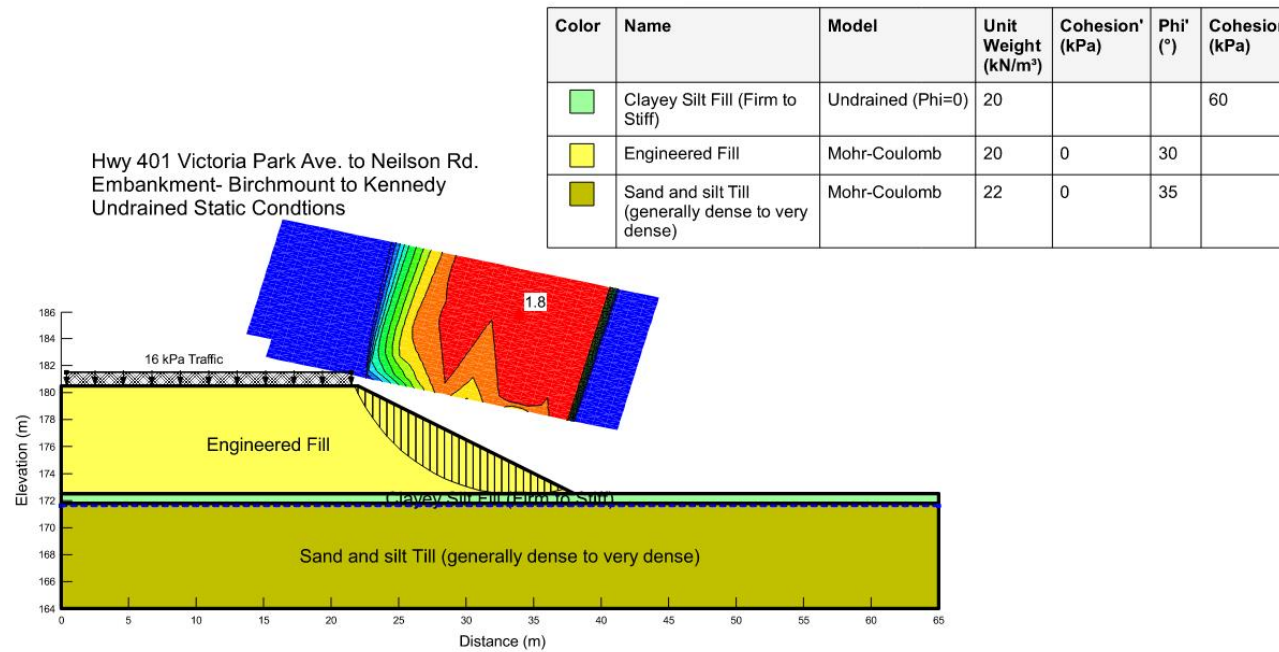 Color Name Model Unit Weight (kN/m³) Cohesion' (kPa) Phi' (°) Cohesion (kPa)
Clayey Silt Fill (Firm to Stiff) Undrained (Phi=0) 20 60
Engineered Fill Mohr-Coulomb 20 0 30
Sand and silt Till (generally dense to very dense) Mohr-Coulomb 22 0 35
Hwy 401 Victoria Park Ave. to Neilson Rd.
Embankment- Birchmount to Kennedy
Undrained Static Condtions
1.8
16 kPa Traffic
Engineered Fill
Clayey Silt Fill (Firm to Stiff)
Sand and silt Till (generally dense to very dense)
Elevation (m)
186
184
182
180
178
176
174
172
170
168
166
164
0 5 10 15 20 25 30 35 40 45 50 55 60 65
Distance (m)